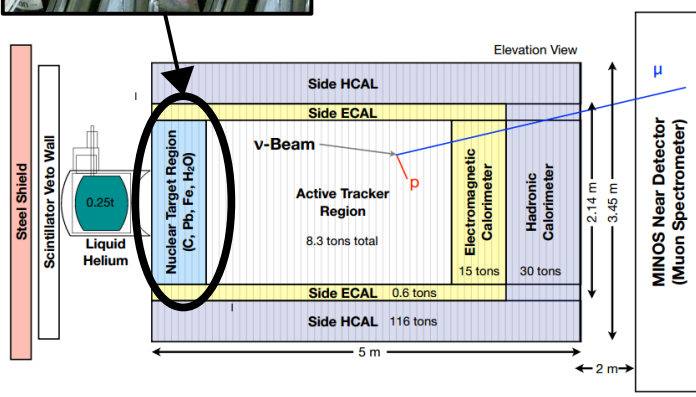 Elevation View
Steel Shield
Scintillator Veto Wall
0.25t
Liquid
Helium
Side HCAL
Side ECAL
Nuclear Target Region
(C, Pb, Fe, H₂O)
ν-Beam
p
μ
Active Tracker
Region
8.3 tons total
Electromagnetic
Calorimeter
15 tons
Hadronic
Calorimeter
30 tons
Side ECAL 0.6 tons
Side HCAL 116 tons
5 m
2 m
2.14 m
3.45 m
MINOS Near Detector
(Muon Spectrometer)